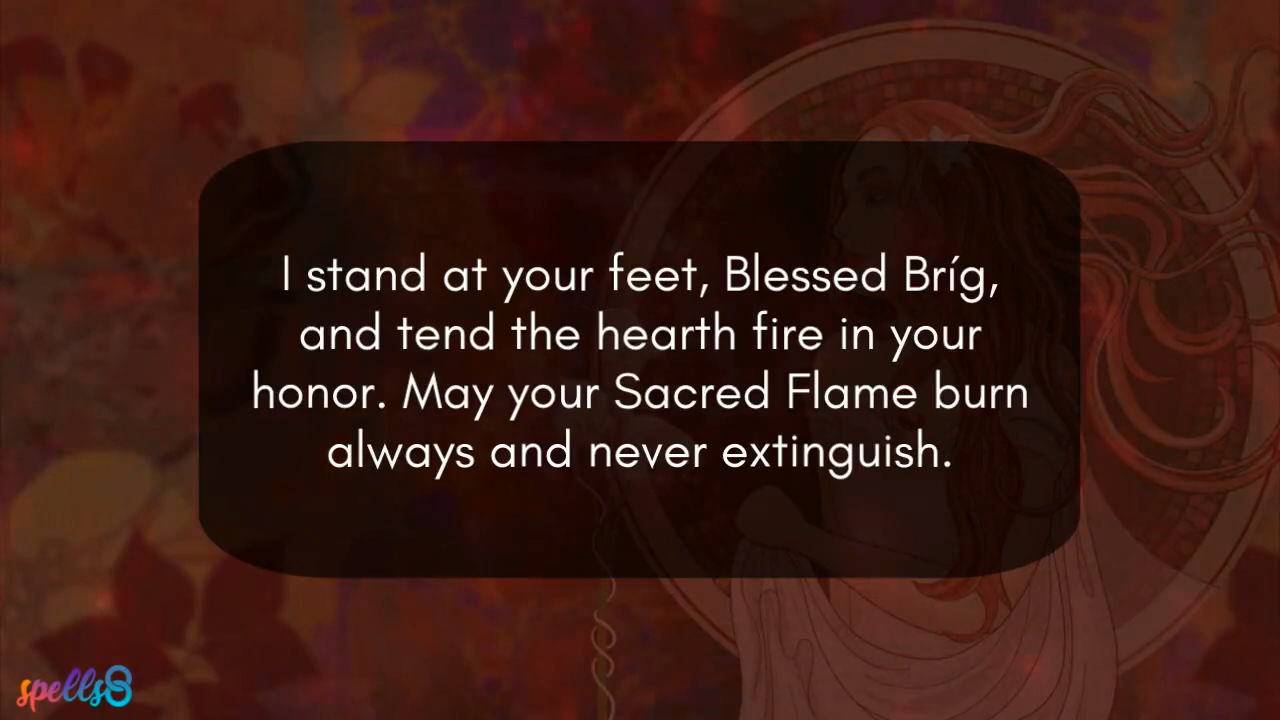 I stand at your feet, Blessed Bríg,
and tend the hearth fire in your
honor. May your Sacred Flame burn
always and never extinguish.
spells8